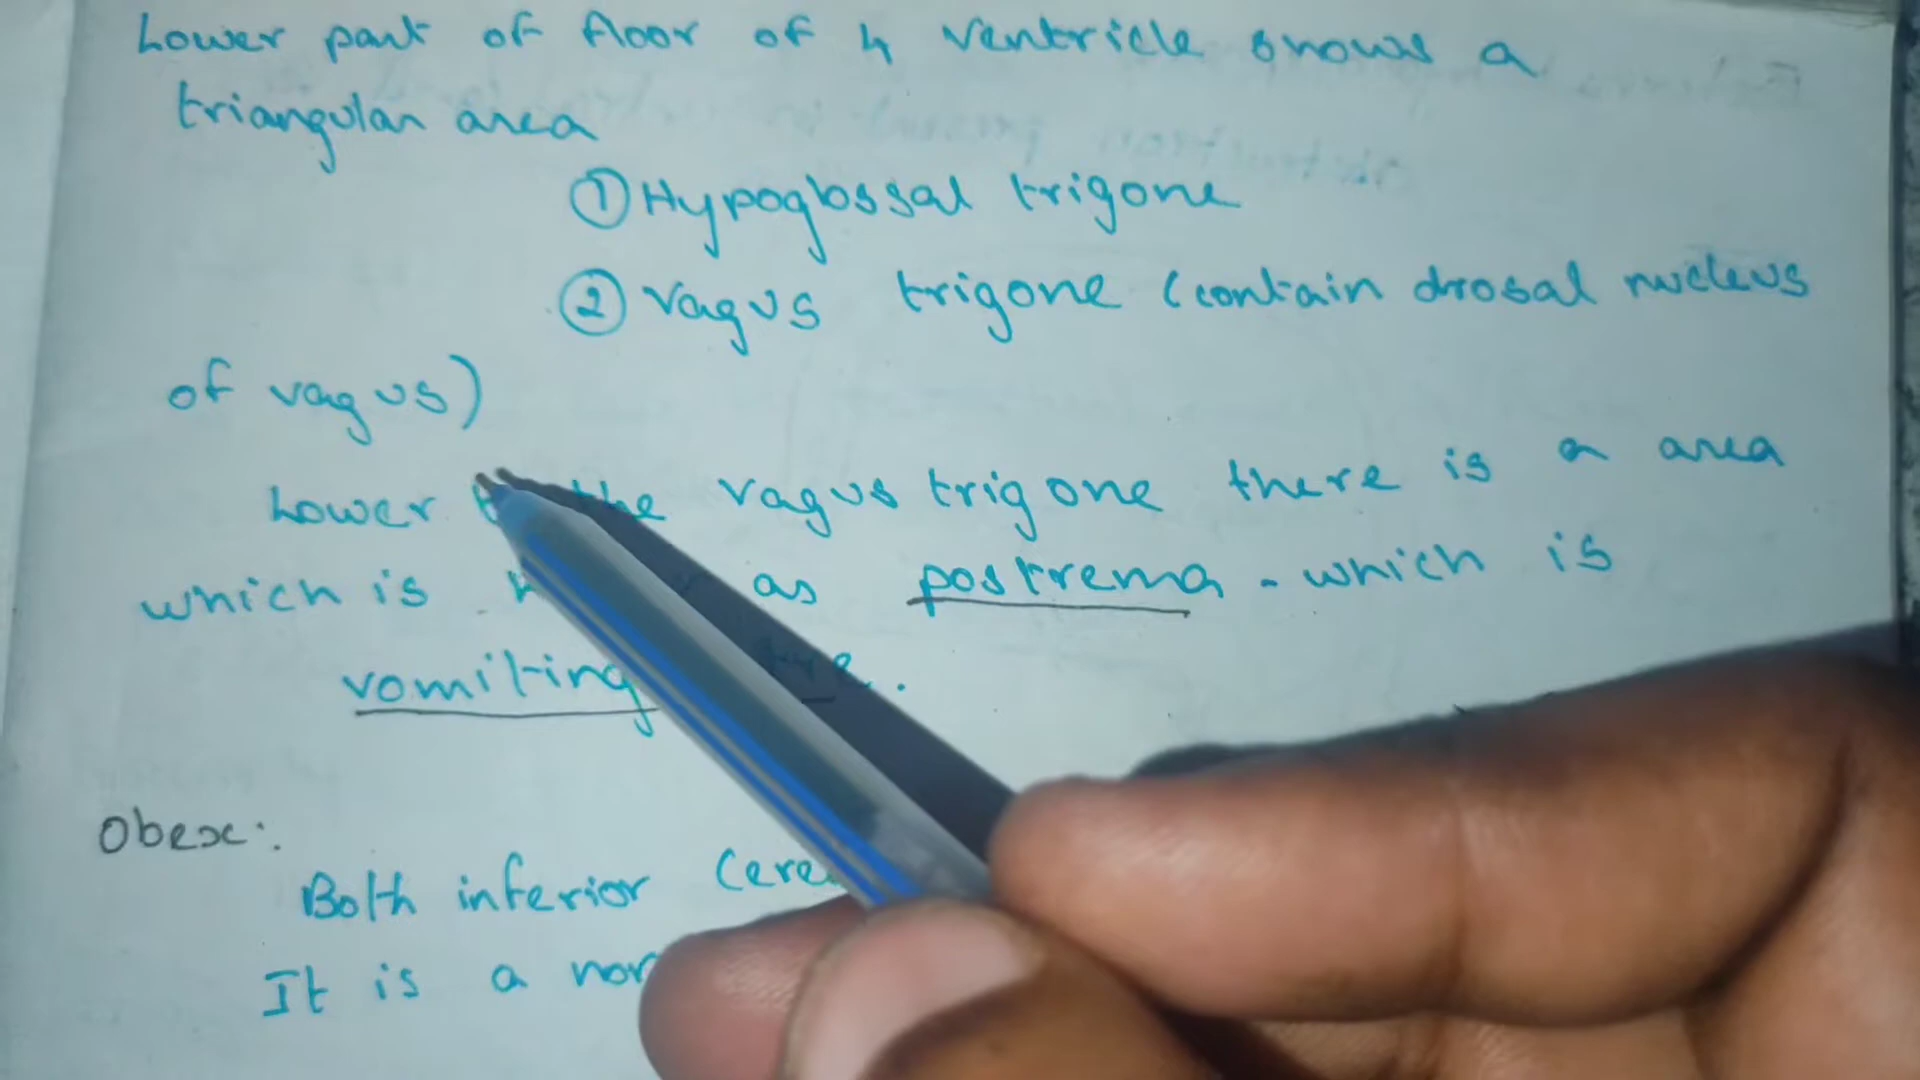 Lower part of floor of 4 ventricle shows a
triangular area
① Hypoglossal trigone
② Vagus trigone (contain drosal nucleus
of vagus)
Lower the vagus trigone there is a area
which is as postrema - which is
vomiting
Obex:
Both inferior
It is a